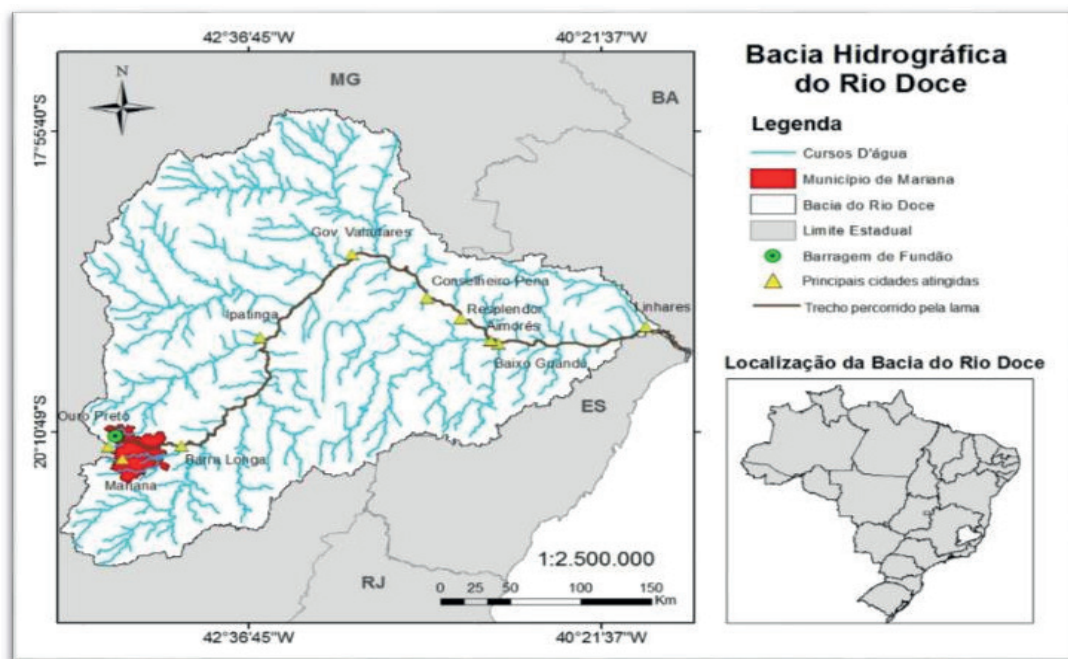 Bacia Hidrográfica
do Rio Doce
Legenda
Cursos D'água
Município de Mariana
Bacia do Rio Doce
Limite Estadual
Barragem de Fundão
Principais cidades atingidas
Trecho percorrido pela lama
Localização da Bacia do Rio Doce
42°36'45"W
40°21'37"W
17°55'40"S
20°10'49"S
N
MG
BA
Gov. Valadares
Conselheiro Pena
Resplendor
Aimorés
Linhares
Ipatinga
Baixo Guandu
ES
Ouro Preto
Barra Longa
Mariana
RJ
1:2.500.000
0 25 50 100 150
Km
42°36'45"W
40°21'37"W